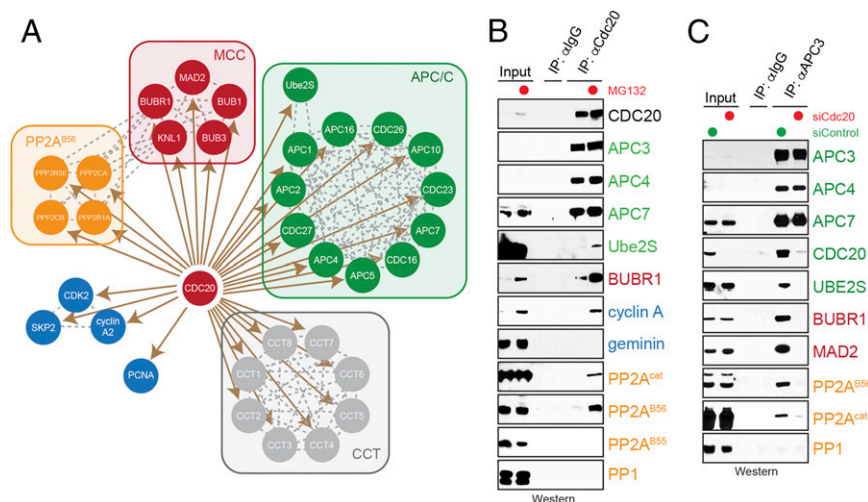 A
MCC
MAD2
BUBR1
BUB1
KNL1
BUB3
PP2A^B56
PPP2R5E
PPP2CA
PPP2CB
PPP2R1A
APC/C
Ube2S
APC16
CDC26
APC1
APC10
APC2
CDC23
CDC27
APC7
APC4
CDC16
APC5
CDC20
CDK2
SKP2
cyclin
A2
PCNA
CCT8
CCT7
CCT1
CCT6
CCT2
CCT5
CCT3
CCT4
CCT
B
Input
IP: αIgG
IP: αCdc20
MG132
CDC20
APC3
APC4
APC7
Ube2S
BUBR1
cyclin A
geminin
PP2A^cat
PP2A^B56
PP2A^B55
PP1
Western
C
Input
IP: αIgG
IP: αAPC3
siCdc20
siControl
APC3
APC4
APC7
CDC20
UBE2S
BUBR1
MAD2
PP2A^B56
PP2A^cat
PP1
Western